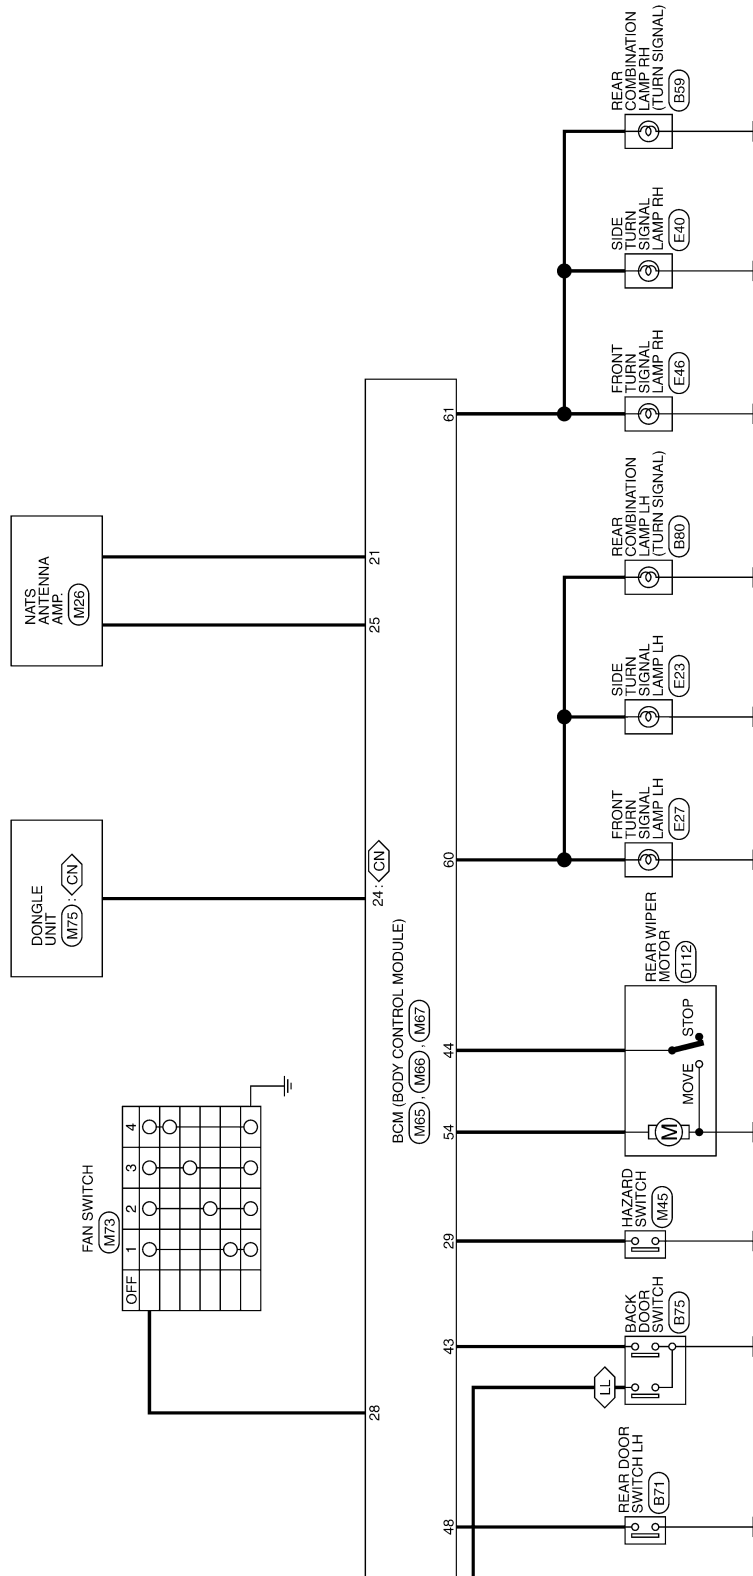 FAN SWITCH
M73
OFF
1
2
3
4
28
DONGLE
UNIT
M75 : CN
24 : CN
NATS
ANTENNA
AMP.
M26
25
21
BCM (BODY CONTROL MODULE)
M65 , M66 , M67
48
43
29
54
44
60
61
REAR DOOR
SWITCH LH
B71
LL
BACK
DOOR
SWITCH
B75
HAZARD
SWITCH
M45
REAR WIPER
MOTOR
D112
M
MOVE
STOP
FRONT
TURN
SIGNAL
LAMP LH
E27
SIDE
TURN
SIGNAL
LAMP LH
E23
REAR
COMBINATION
LAMP LH
(TURN SIGNAL)
B80
FRONT
TURN
SIGNAL
LAMP RH
E46
SIDE
TURN
SIGNAL
LAMP RH
E40
REAR
COMBINATION
LAMP RH
(TURN SIGNAL)
B59